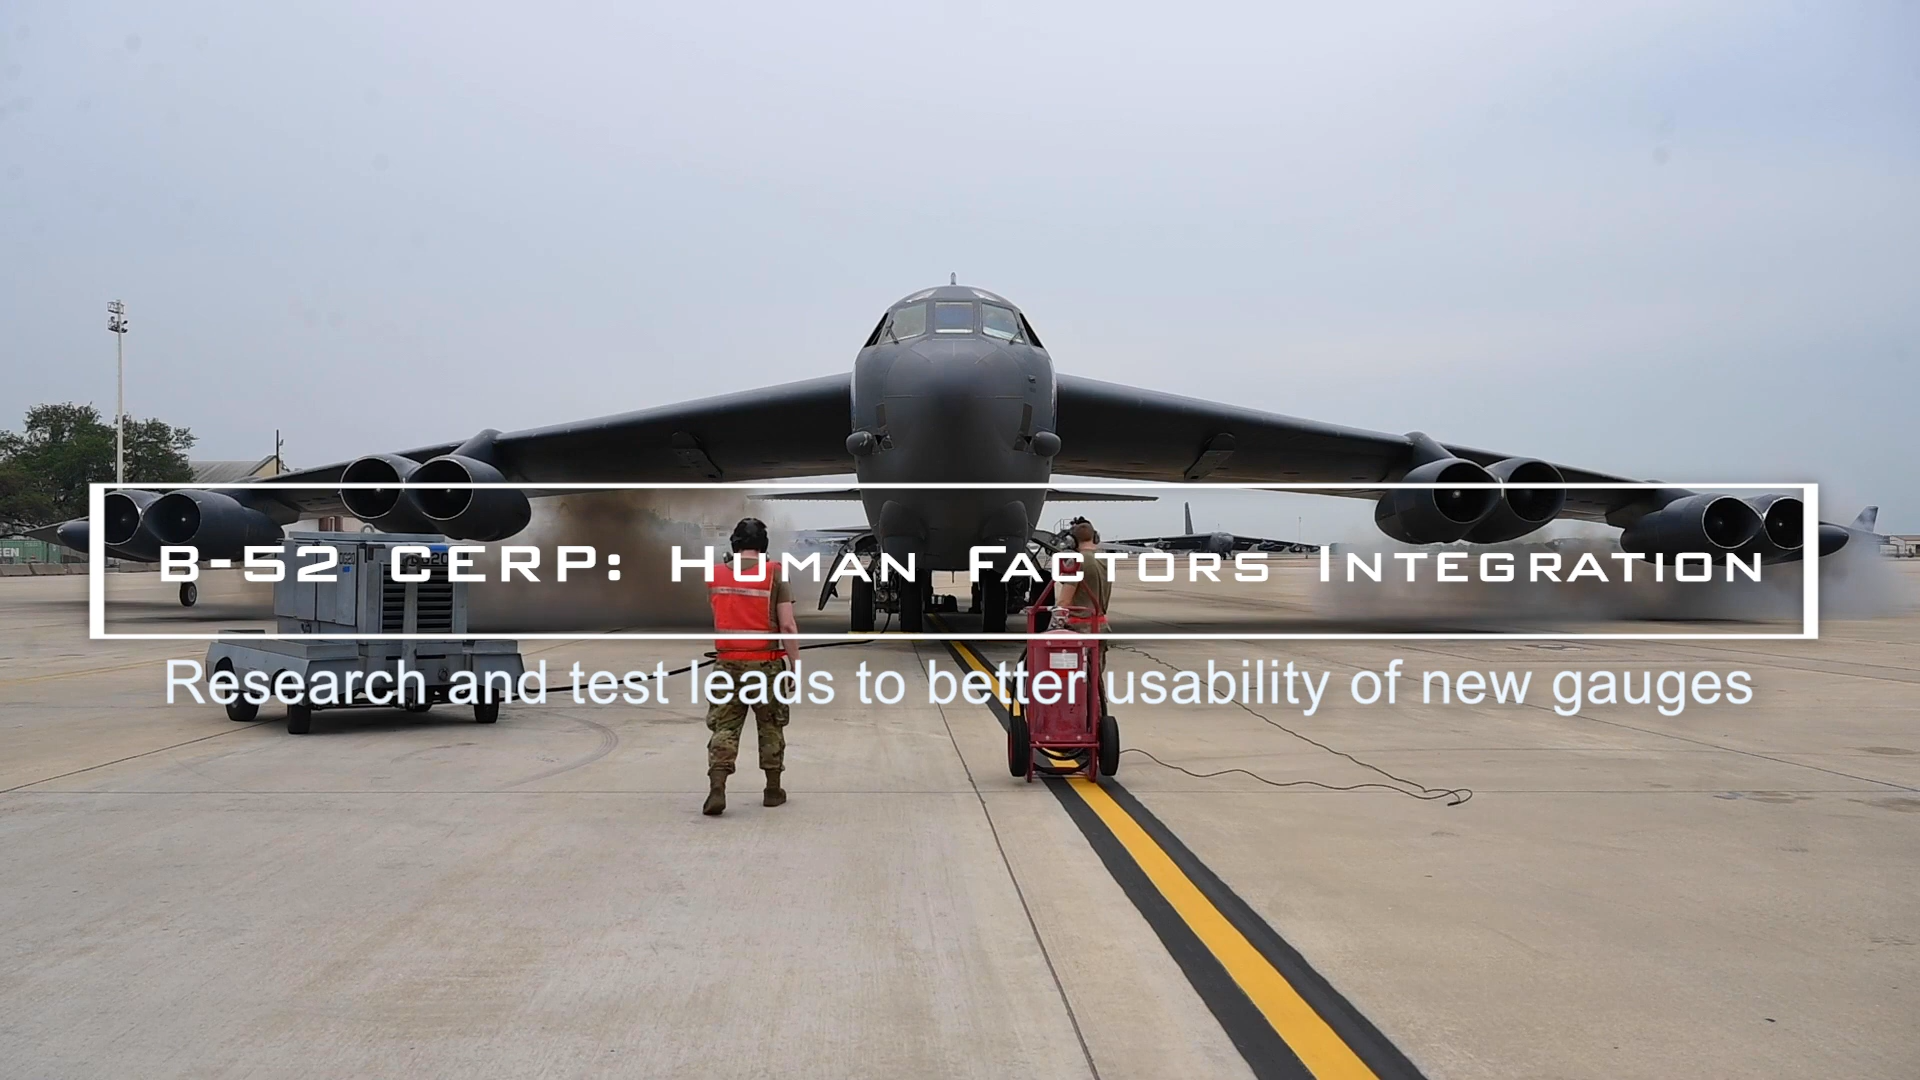 B-52 CERP: Human Factors Integration
Research and test leads to better usability of new gauges